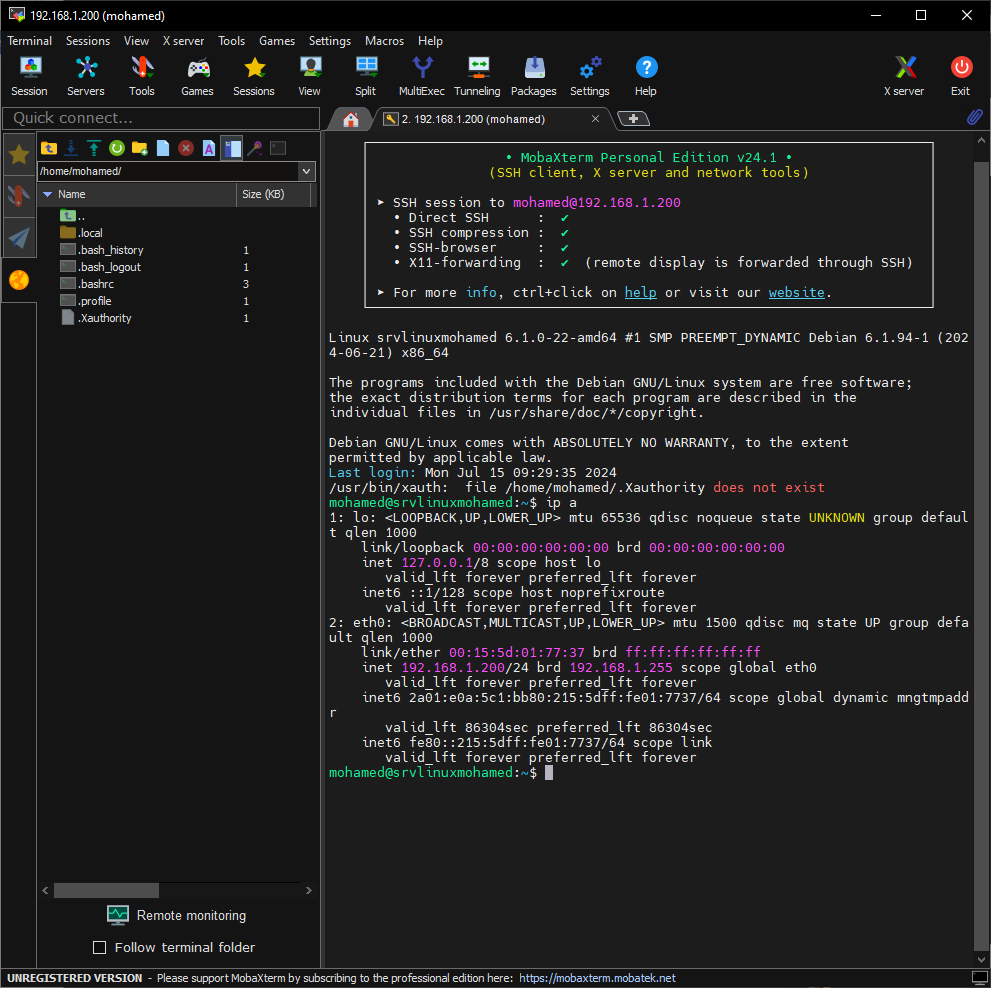 192.168.1.200 (mohamed)
Terminal Sessions View X server Tools Games Settings Macros Help
Session Servers Tools Games Sessions View Split MultiExec Tunneling Packages Settings Help X server Exit
Quick connect...
2. 192.168.1.200 (mohamed)
/home/mohamed/
Name Size (KB)
..
.local
.bash_history 1
.bash_logout 1
.bashrc 3
.profile 1
.Xauthority 1
Remote monitoring
Follow terminal folder
• MobaXterm Personal Edition v24.1 •
(SSH client, X server and network tools)
➤ SSH session to mohamed@192.168.1.200
• Direct SSH : ✔
• SSH compression : ✔
• SSH-browser : ✔
• X11-forwarding : ✔ (remote display is forwarded through SSH)
➤ For more info, ctrl+click on help or visit our website.
Linux srvlinuxmohamed 6.1.0-22-amd64 #1 SMP PREEMPT_DYNAMIC Debian 6.1.94-1 (202
4-06-21) x86_64
The programs included with the Debian GNU/Linux system are free software;
the exact distribution terms for each program are described in the
individual files in /usr/share/doc/*/copyright.
Debian GNU/Linux comes with ABSOLUTELY NO WARRANTY, to the extent
permitted by applicable law.
Last login: Mon Jul 15 09:29:35 2024
/usr/bin/xauth:  file /home/mohamed/.Xauthority does not exist
mohamed@srvlinuxmohamed:~$ ip a
1: lo: <LOOPBACK,UP,LOWER_UP> mtu 65536 qdisc noqueue state UNKNOWN group defaul
t qlen 1000
link/loopback 00:00:00:00:00:00 brd 00:00:00:00:00:00
inet 127.0.0.1/8 scope host lo
valid_lft forever preferred_lft forever
inet6 ::1/128 scope host noprefixroute
valid_lft forever preferred_lft forever
2: eth0: <BROADCAST,MULTICAST,UP,LOWER_UP> mtu 1500 qdisc mq state UP group defa
ult qlen 1000
link/ether 00:15:5d:01:77:37 brd ff:ff:ff:ff:ff:ff
inet 192.168.1.200/24 brd 192.168.1.255 scope global eth0
valid_lft forever preferred_lft forever
inet6 2a01:e0a:5c1:bb80:215:5dff:fe01:7737/64 scope global dynamic mngtmpadd
r
valid_lft 86304sec preferred_lft 86304sec
inet6 fe80::215:5dff:fe01:7737/64 scope link
valid_lft forever preferred_lft forever
mohamed@srvlinuxmohamed:~$
UNREGISTERED VERSION - Please support MobaXterm by subscribing to the professional edition here: https://mobaxterm.mobatek.net